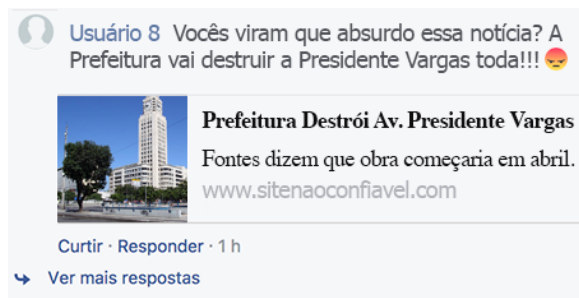 Usuário 8 Vocês viram que absurdo essa notícia? A
Prefeitura vai destruir a Presidente Vargas toda!!! 😡
Prefeitura Destrói Av. Presidente Vargas
Fontes dizem que obra começaria em abril.
www.sitenaoconfiavel.com
Curtir · Responder · 1 h
Ver mais respostas